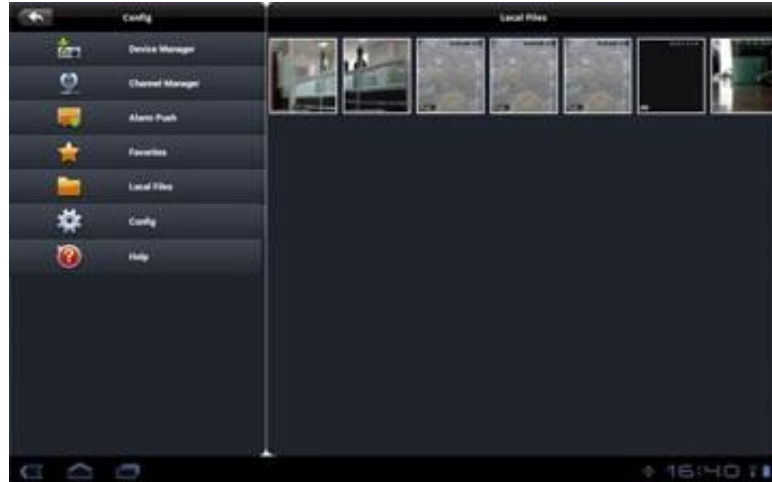 Config
Local Files
Device Manager
Channel Manager
Alarm Push
Favorites
Local Files
Config
Help
16:40